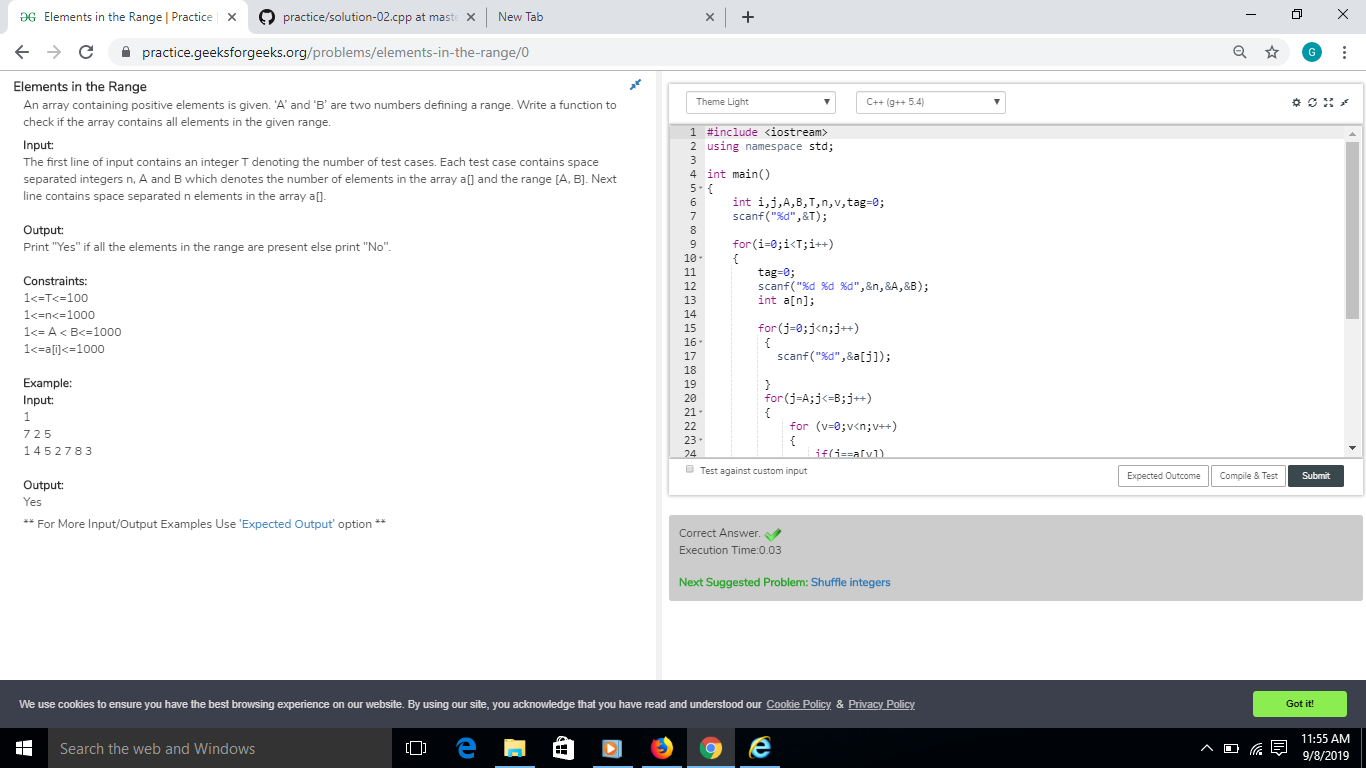 Elements in the Range | Practice
practice/solution-02.cpp at maste
New Tab
practice.geeksforgeeks.org/problems/elements-in-the-range/0
G
Elements in the Range
An array containing positive elements is given. 'A' and 'B' are two numbers defining a range. Write a function to
check if the array contains all elements in the given range.
Input:
The first line of input contains an integer T denoting the number of test cases. Each test case contains space
separated integers n, A and B which denotes the number of elements in the array a[] and the range [A, B]. Next
line contains space separated n elements in the array a[].
Output:
Print "Yes" if all the elements in the range are present else print "No".
Constraints:
1<=T<=100
1<=n<=1000
1<= A < B<=1000
1<=a[i]<=1000
Example:
Input:
1
7 2 5
1 4 5 2 7 8 3
Output:
Yes
** For More Input/Output Examples Use 'Expected Output' option **
Theme Light
C++ (g++ 5.4)
1 #include <iostream>
2 using namespace std;
3
4 int main()
5 {
6 int i,j,A,B,T,n,v,tag=0;
7 scanf("%d",&T);
8
9 for(i=0;i<T;i++)
10 {
11 tag=0;
12 scanf("%d %d %d",&n,&A,&B);
13 int a[n];
14
15 for(j=0;j<n;j++)
16 {
17 scanf("%d",&a[j]);
18
19 }
20 for(j=A;j<=B;j++)
21 {
22 for (v=0;v<n;v++)
23 {
24 if(j==a[v])
Test against custom input
Expected Outcome
Compile & Test
Submit
Correct Answer.
Execution Time:0.03
Next Suggested Problem: Shuffle integers
We use cookies to ensure you have the best browsing experience on our website. By using our site, you acknowledge that you have read and understood our Cookie Policy & Privacy Policy
Got it!
Search the web and Windows
11:55 AM
9/8/2019